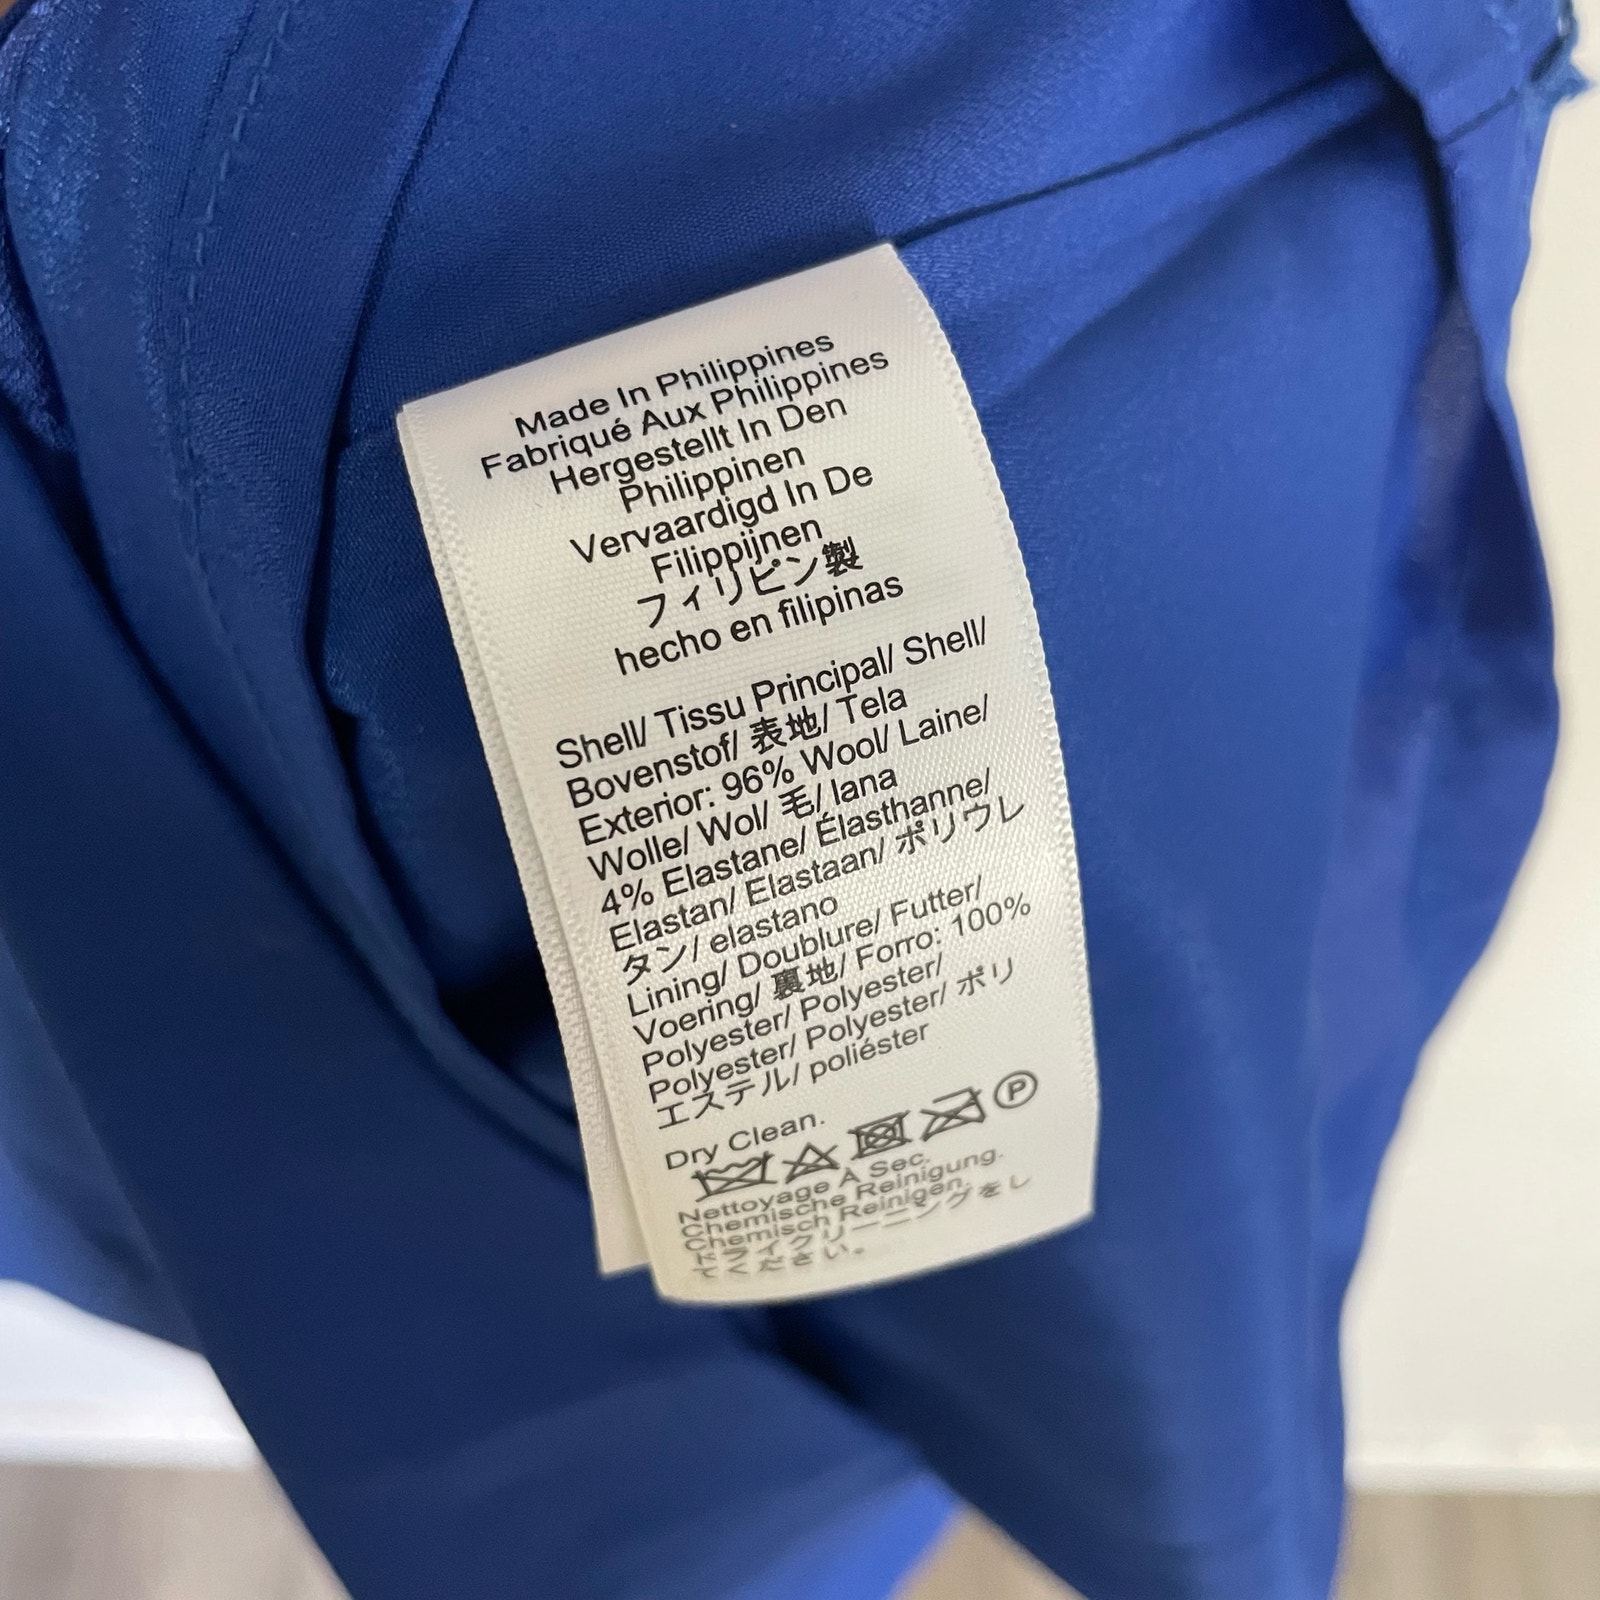 Made In Philippines
Fabriqué Aux Philippines
Hergestellt In Den
Philippinen
Vervaardigd In De
Filippijnen
フィリピン製
hecho en filipinas
Shell/ Tissu Principal/ Shell/
Bovenstof/ 表地/ Tela
Exterior: 96% Wool/ Laine/
Wolle/ Wol/ 毛/ lana
4% Elastane/ Élasthanne/
Elastan/ Elastaan/ ポリウレ
タン/ elastano
Lining/ Doublure/ Futter/
Voering/ 裏地/ Forro: 100%
Polyester/ Polyester/
Polyester/ Polyester/ ポリ
エステル/ poliéster
Dry Clean.
P
Nettoyage À Sec.
Chemische Reinigung.
Chemisch Reinigen.
ドライクリーニングをし
てください。